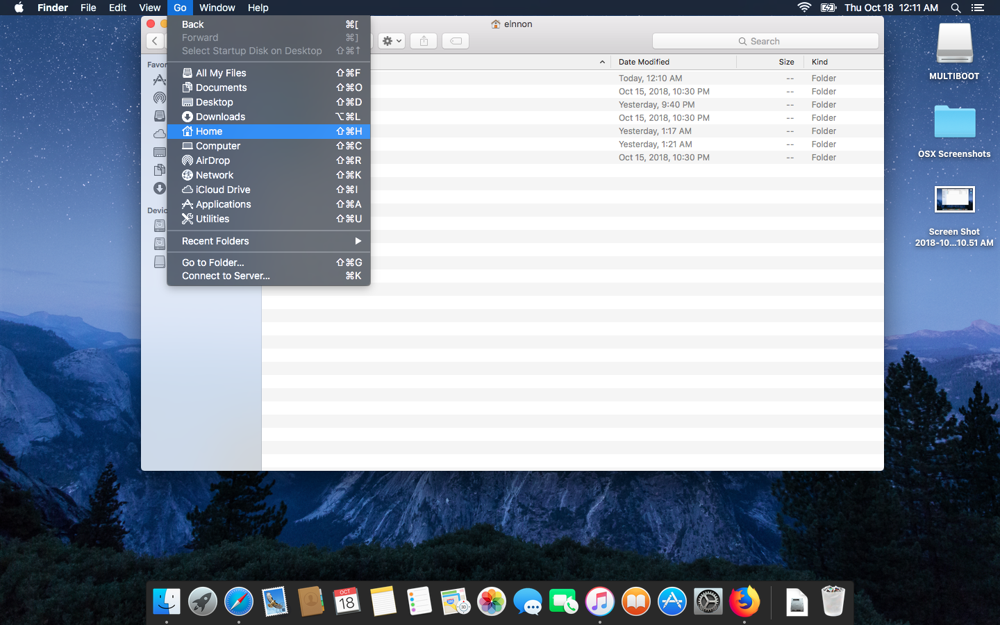 Finder File Edit View Go Window Help Thu Oct 18 12:11 AM
elnnon
Search
Back ⌘[
Forward ⌘]
Select Startup Disk on Desktop ⇧⌘↑
All My Files ⇧⌘F
Documents ⇧⌘O
Desktop ⇧⌘D
Downloads ⌥⌘L
Home ⇧⌘H
Computer ⇧⌘C
AirDrop ⇧⌘R
Network ⇧⌘K
iCloud Drive ⇧⌘I
Applications ⇧⌘A
Utilities ⇧⌘U
Recent Folders ▶
Go to Folder... ⇧⌘G
Connect to Server... ⌘K
Favor
Devic
Date Modified Size Kind
Today, 12:10 AM -- Folder
Oct 15, 2018, 10:30 PM -- Folder
Yesterday, 9:40 PM -- Folder
Oct 15, 2018, 10:30 PM -- Folder
Yesterday, 1:17 AM -- Folder
Yesterday, 1:21 AM -- Folder
Oct 15, 2018, 10:30 PM -- Folder
MULTIBOOT
OSX Screenshots
Screen Shot
2018-10...10.51 AM
OCT
18